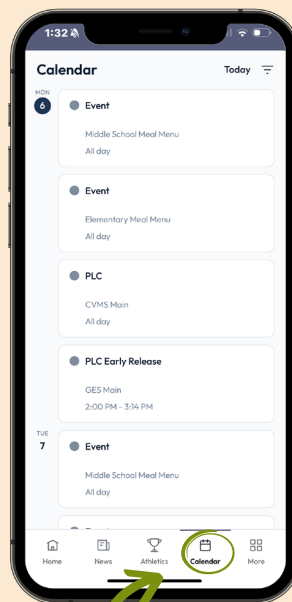 1:32
Calendar
Today
MON
6
Event
Middle School Meal Menu
All day
Event
Elementary Meal Menu
All day
PLC
CVMS Main
All day
PLC Early Release
GES Main
2:00 PM - 3:14 PM
TUE
7
Event
Middle School Meal Menu
All day
Home
News
Athletics
Calendar
More